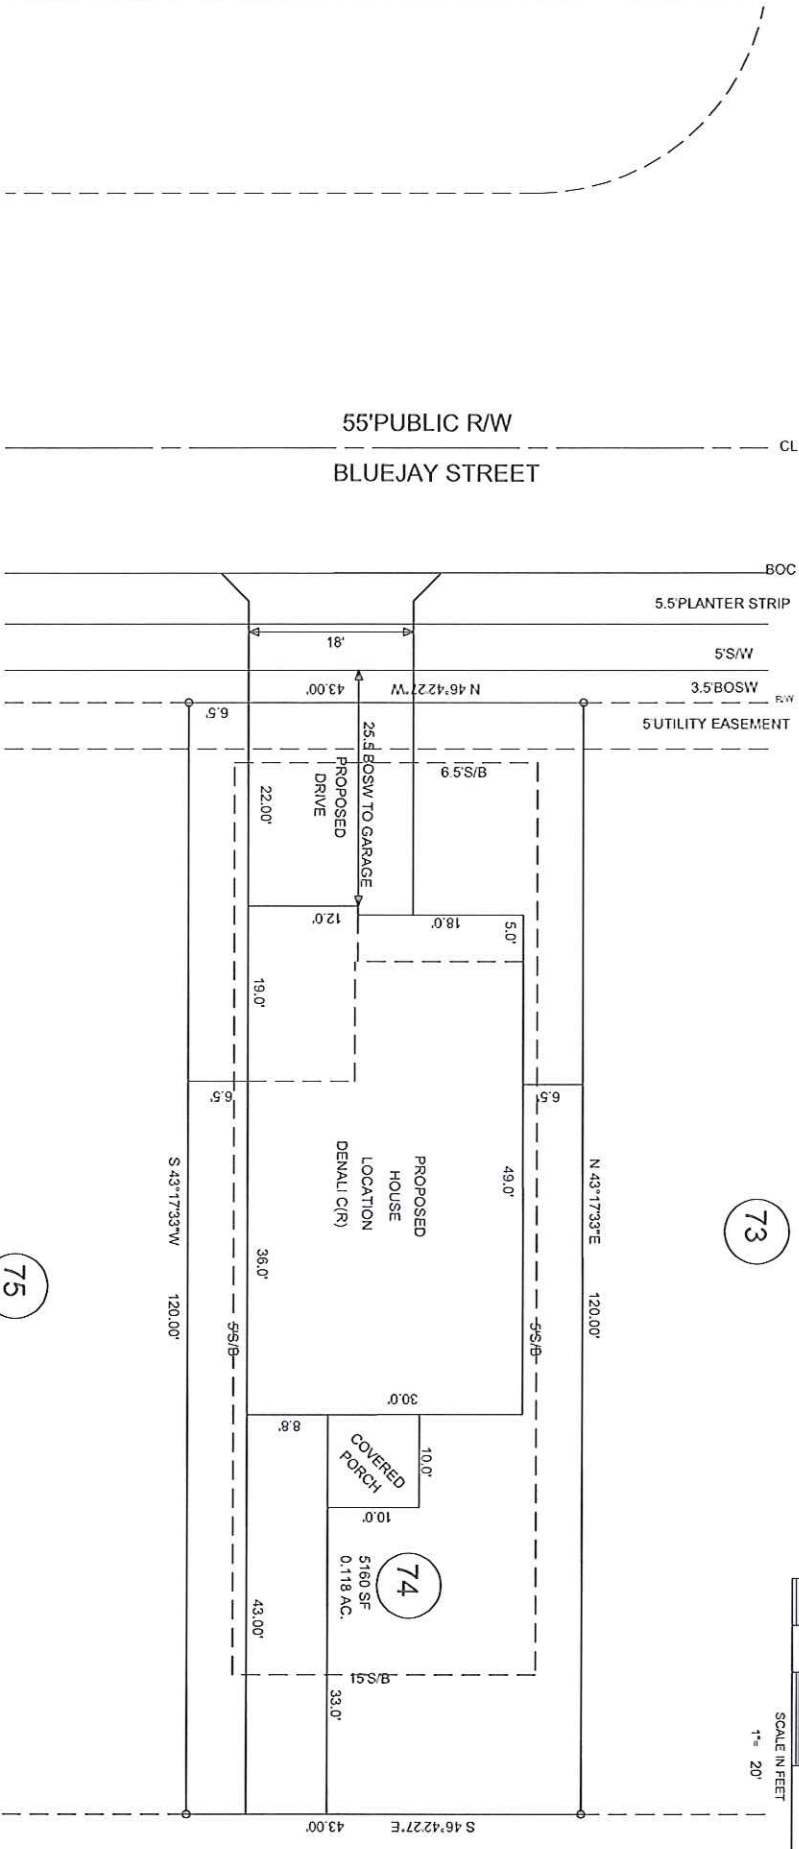 55'PUBLIC R/W
CL
BLUEJAY STREET
BOC
5.5'PLANTER STRIP
18'
5'S/W
N 46°42'27"W 43.00'
3.5'BOSW
R/W
6.5'
5'UTILITY EASEMENT
25.5 BOSW TO GARAGE
6.5'S/B
PROPOSED
DRIVE
22.00'
12.0'
18.0'
5.0'
19.0'
6.5'
6.5'
S 43°17'33"W 120.00'
N 43°17'33"E 120.00'
PROPOSED
HOUSE
LOCATION
DENALI C(R)
49.0'
73
75
36.0'
5'S/B
5'S/B
30.0'
8.8'
COVERED
PORCH
10.0'
10.0'
74
5160 SF
0.118 AC.
43.00'
15'S/B
33.0'
SCALE IN FEET
1"= 20'
S 46°42'27"E 43.00'